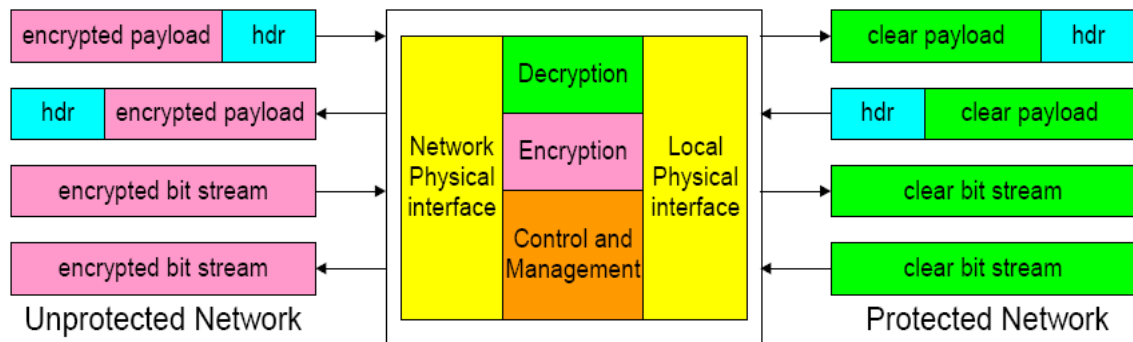 encrypted payload hdr
hdr encrypted payload
encrypted bit stream
encrypted bit stream
Unprotected Network
Network
Physical
interface
Decryption
Encryption
Control and
Management
Local
Physical
interface
clear payload hdr
hdr clear payload
clear bit stream
clear bit stream
Protected Network